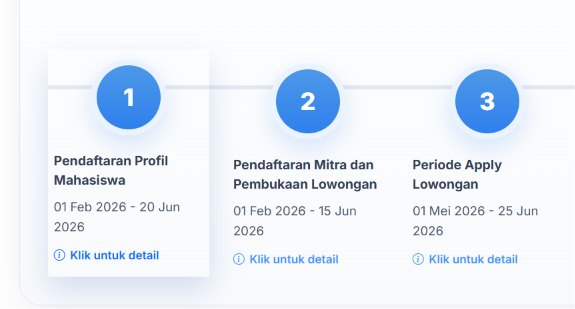 1
Pendaftaran Profil
Mahasiswa
01 Feb 2026 - 20 Jun
2026
Klik untuk detail
2
Pendaftaran Mitra dan
Pembukaan Lowongan
01 Feb 2026 - 15 Jun
2026
Klik untuk detail
3
Periode Apply
Lowongan
01 Mei 2026 - 25 Jun
2026
Klik untuk detail